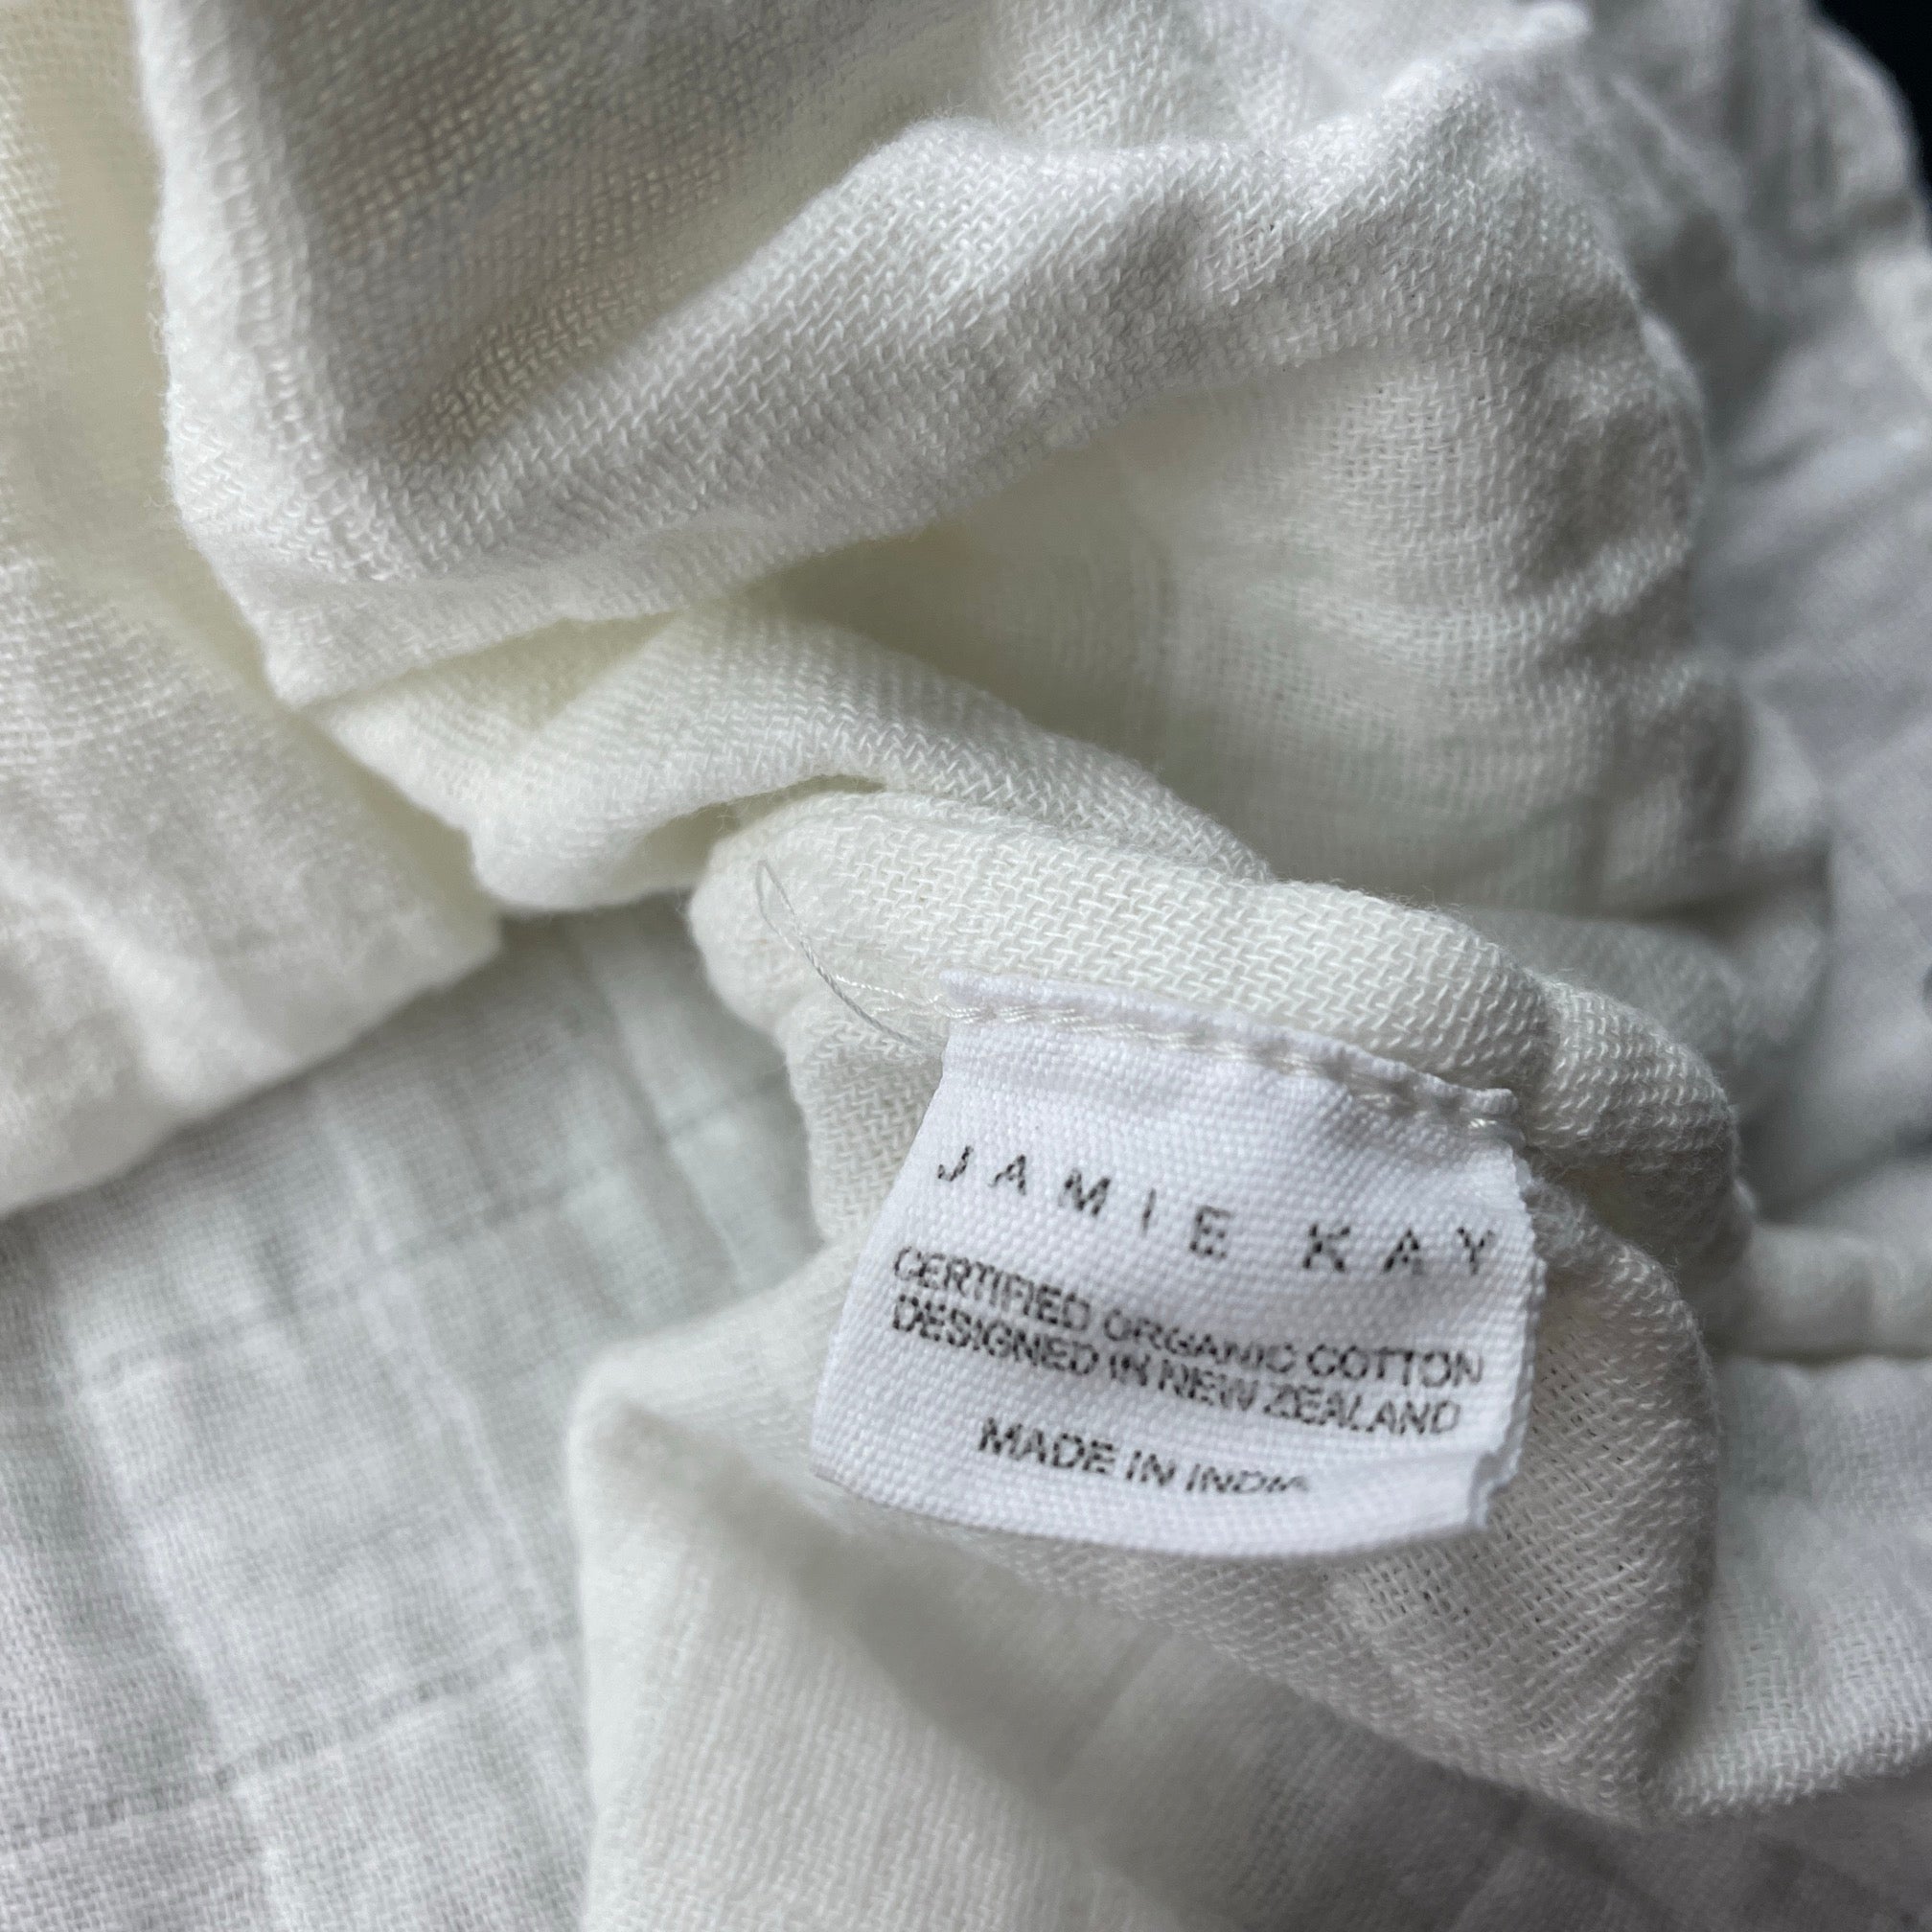 JAMIE KAY
CERTIFIED ORGANIC COTTON
DESIGNED IN NEW ZEALAND
MADE IN INDIA